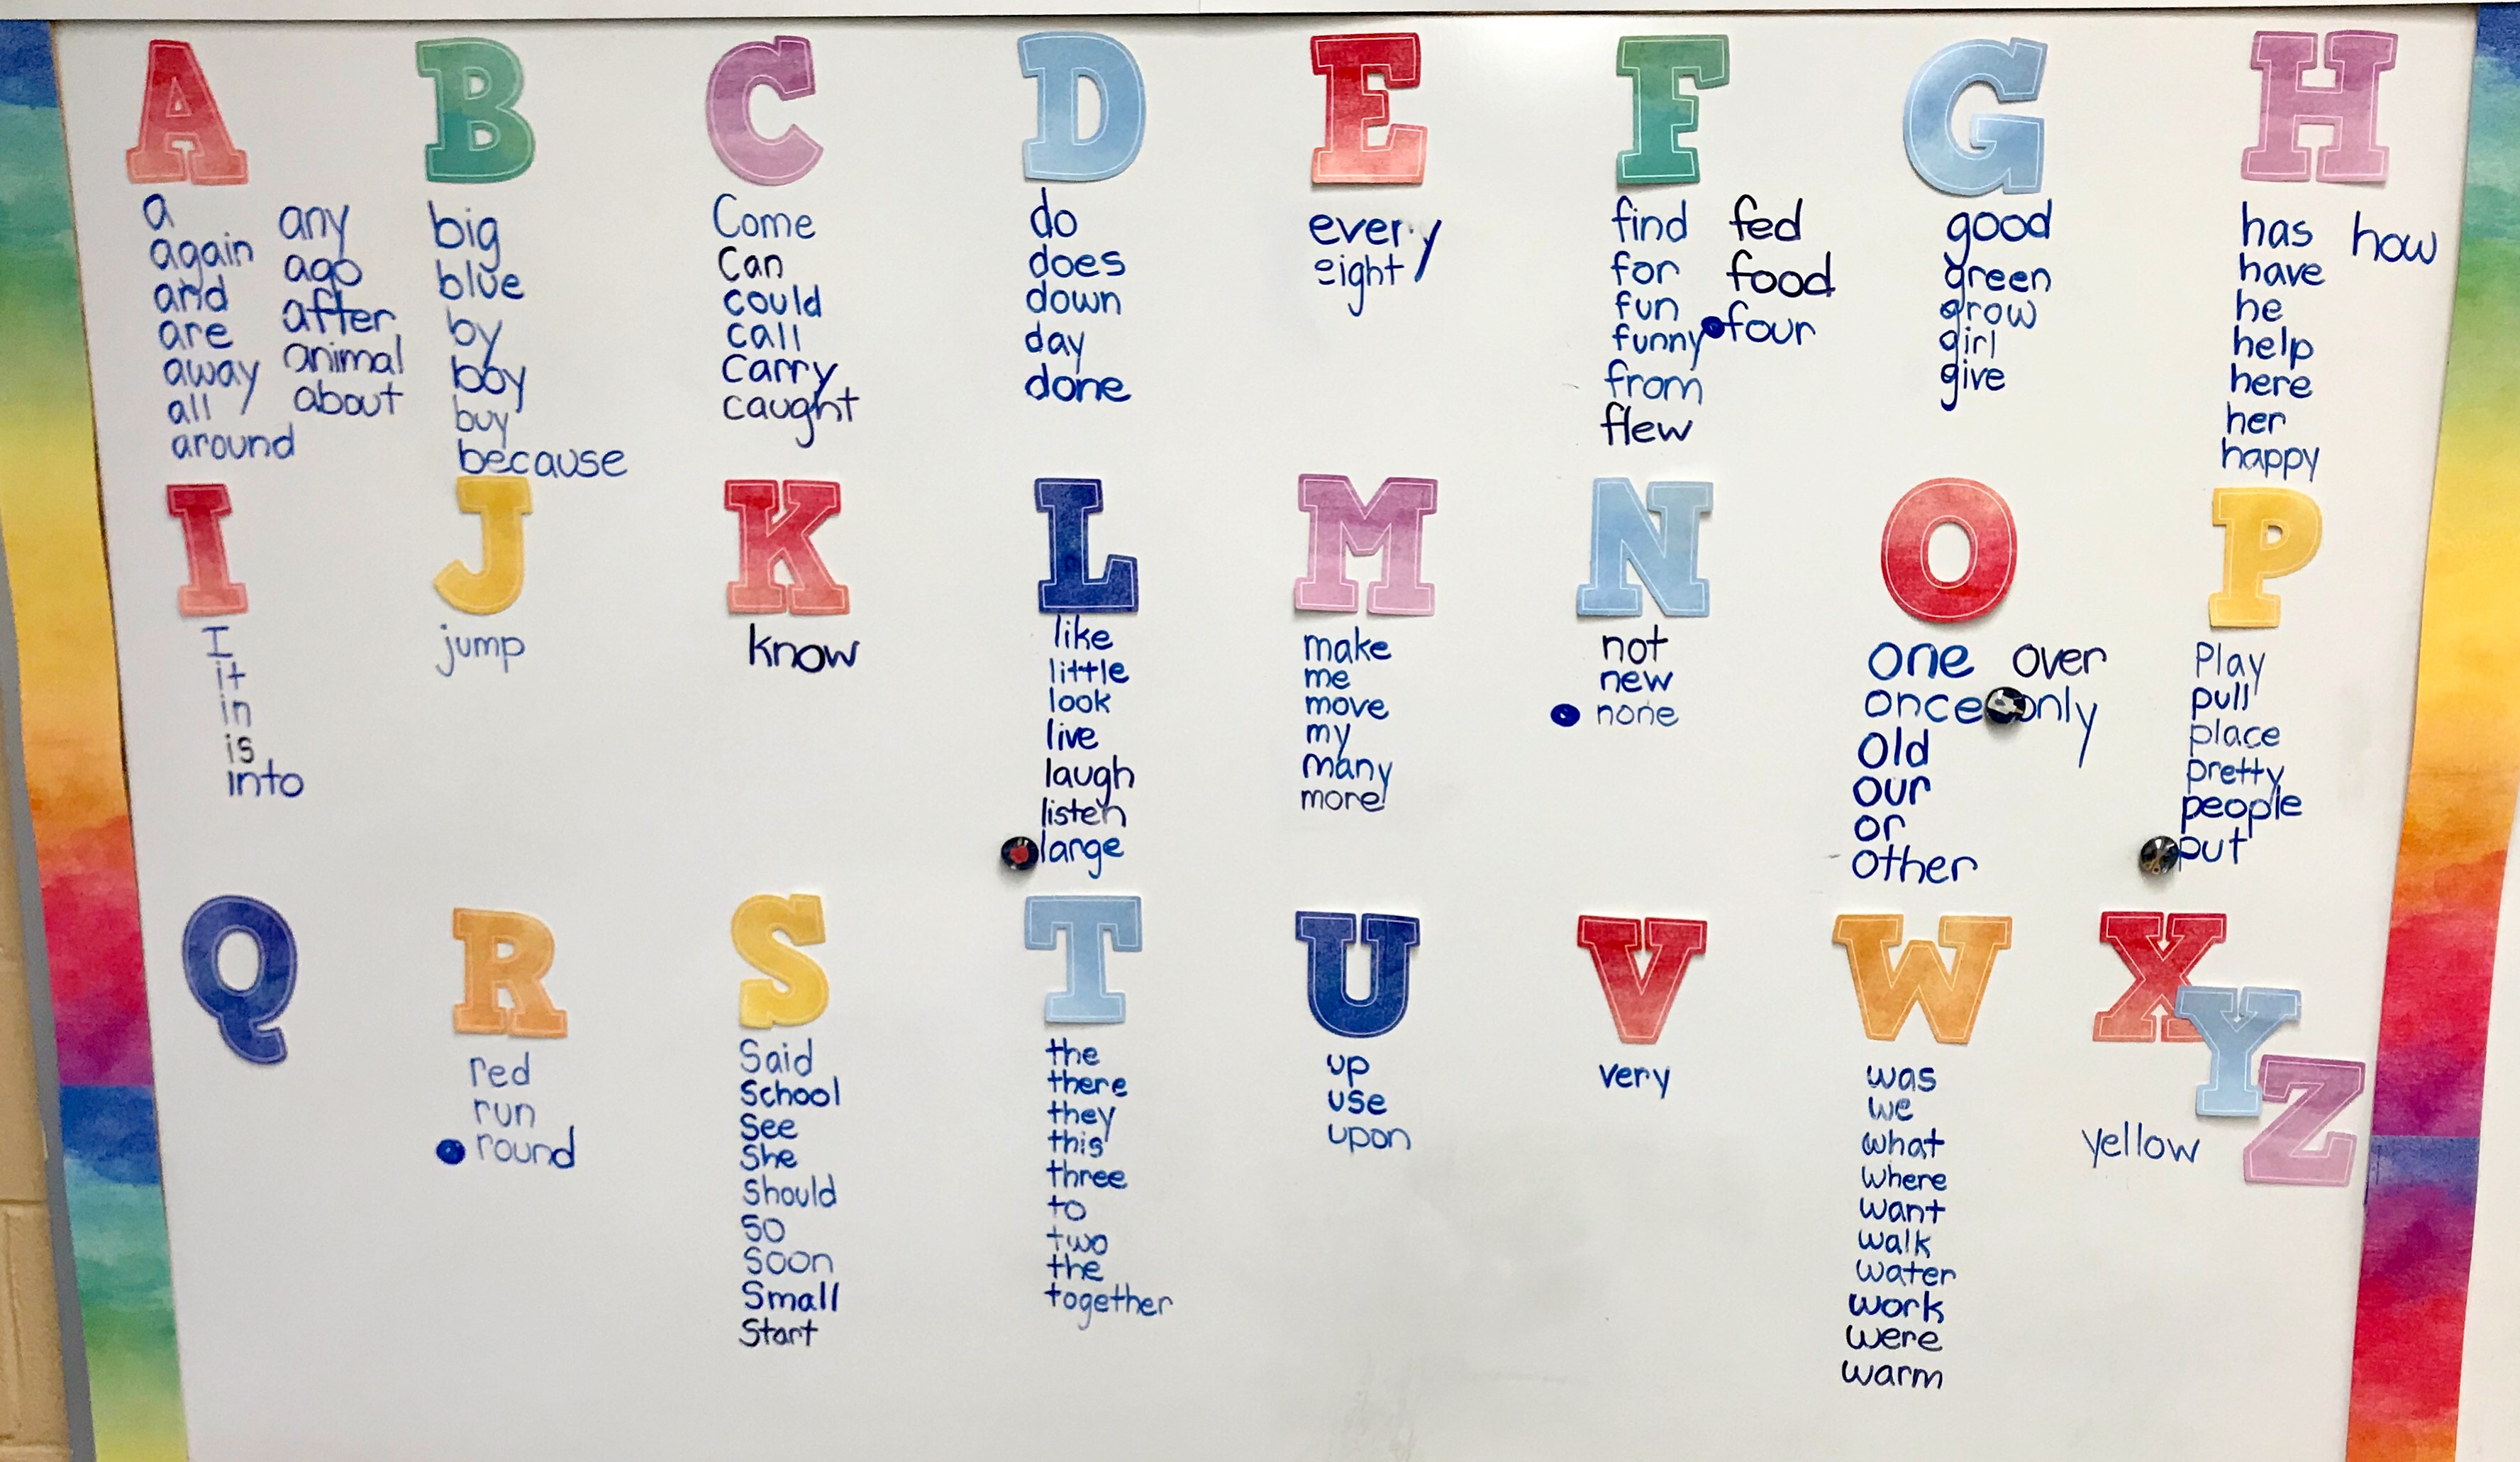 A
a
again
and
are
away
all
around
any
ago
after
animal
about
B
big
blue
by
boy
buy
because
C
Come
Can
could
call
Carry
caught
D
do
does
down
day
done
E
every
eight
F
find
for
fun
funny
from
flew
fed
food
four
G
good
green
grow
girl
give
H
has
have
he
help
here
her
happy
how
I
I
it
in
is
into
J
jump
K
know
L
like
little
look
live
laugh
listen
large
M
make
me
move
my
many
more
N
not
new
none
O
one
once
old
our
or
other
over
only
P
Play
pull
place
pretty
people
put
Q
R
red
run
round
S
Said
School
See
She
Should
So
Soon
Small
Start
T
the
there
they
this
three
to
two
the
together
U
up
use
upon
V
very
W
was
we
what
where
want
walk
water
work
were
warm
X
Y
Z
yellow